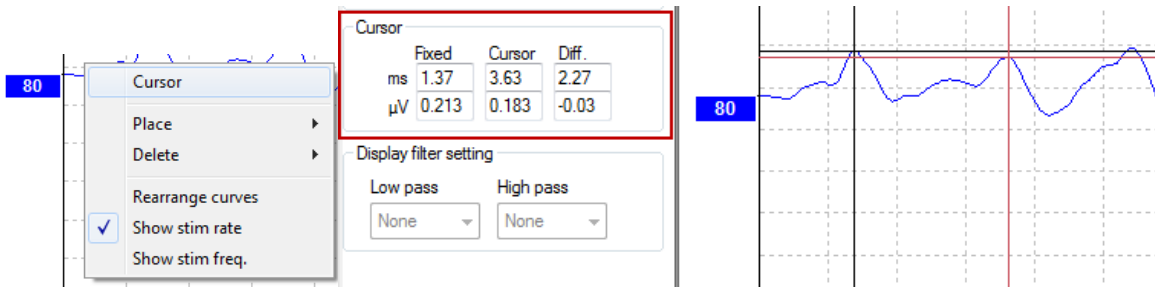 80
Cursor
Place
Delete
Rearrange curves
Show stim rate
Show stim freq.
Cursor
Fixed Cursor Diff.
ms 1.37 3.63 2.27
µV 0.213 0.183 -0.03
Display filter setting
Low pass High pass
None None
80